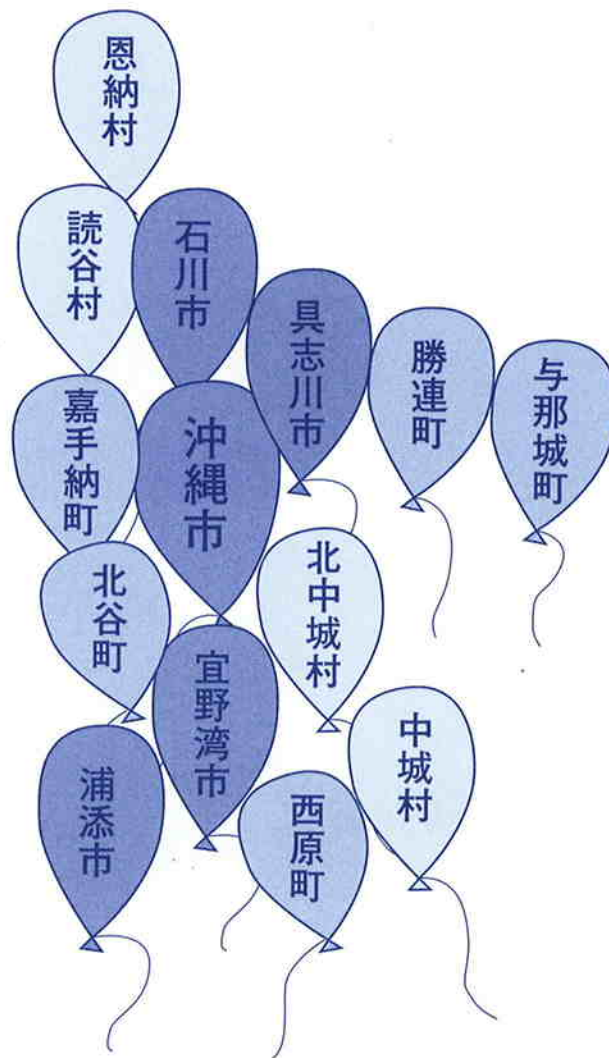 恩納村
読谷村
石川市
具志川市
勝連町
与那城町
嘉手納町
沖縄市
北谷町
北中城村
宜野湾市
中城村
浦添市
西原町